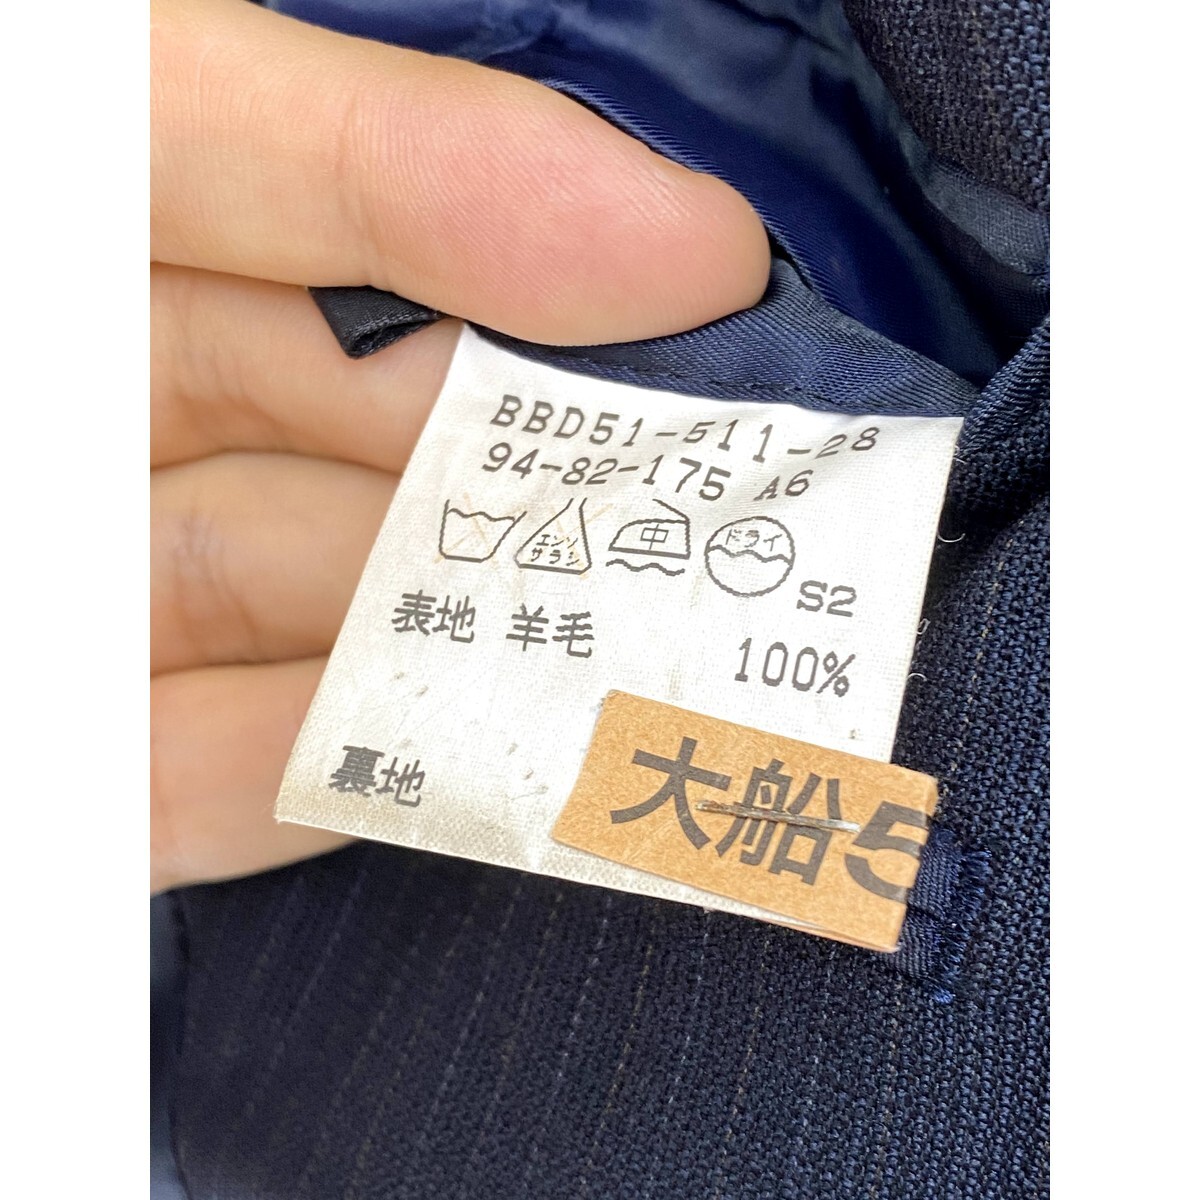 BBD51-511-28
94-82-175 A6
エンソ
サラシ
中
ドライ
S2
表地 羊毛 100%
裏地
大船5